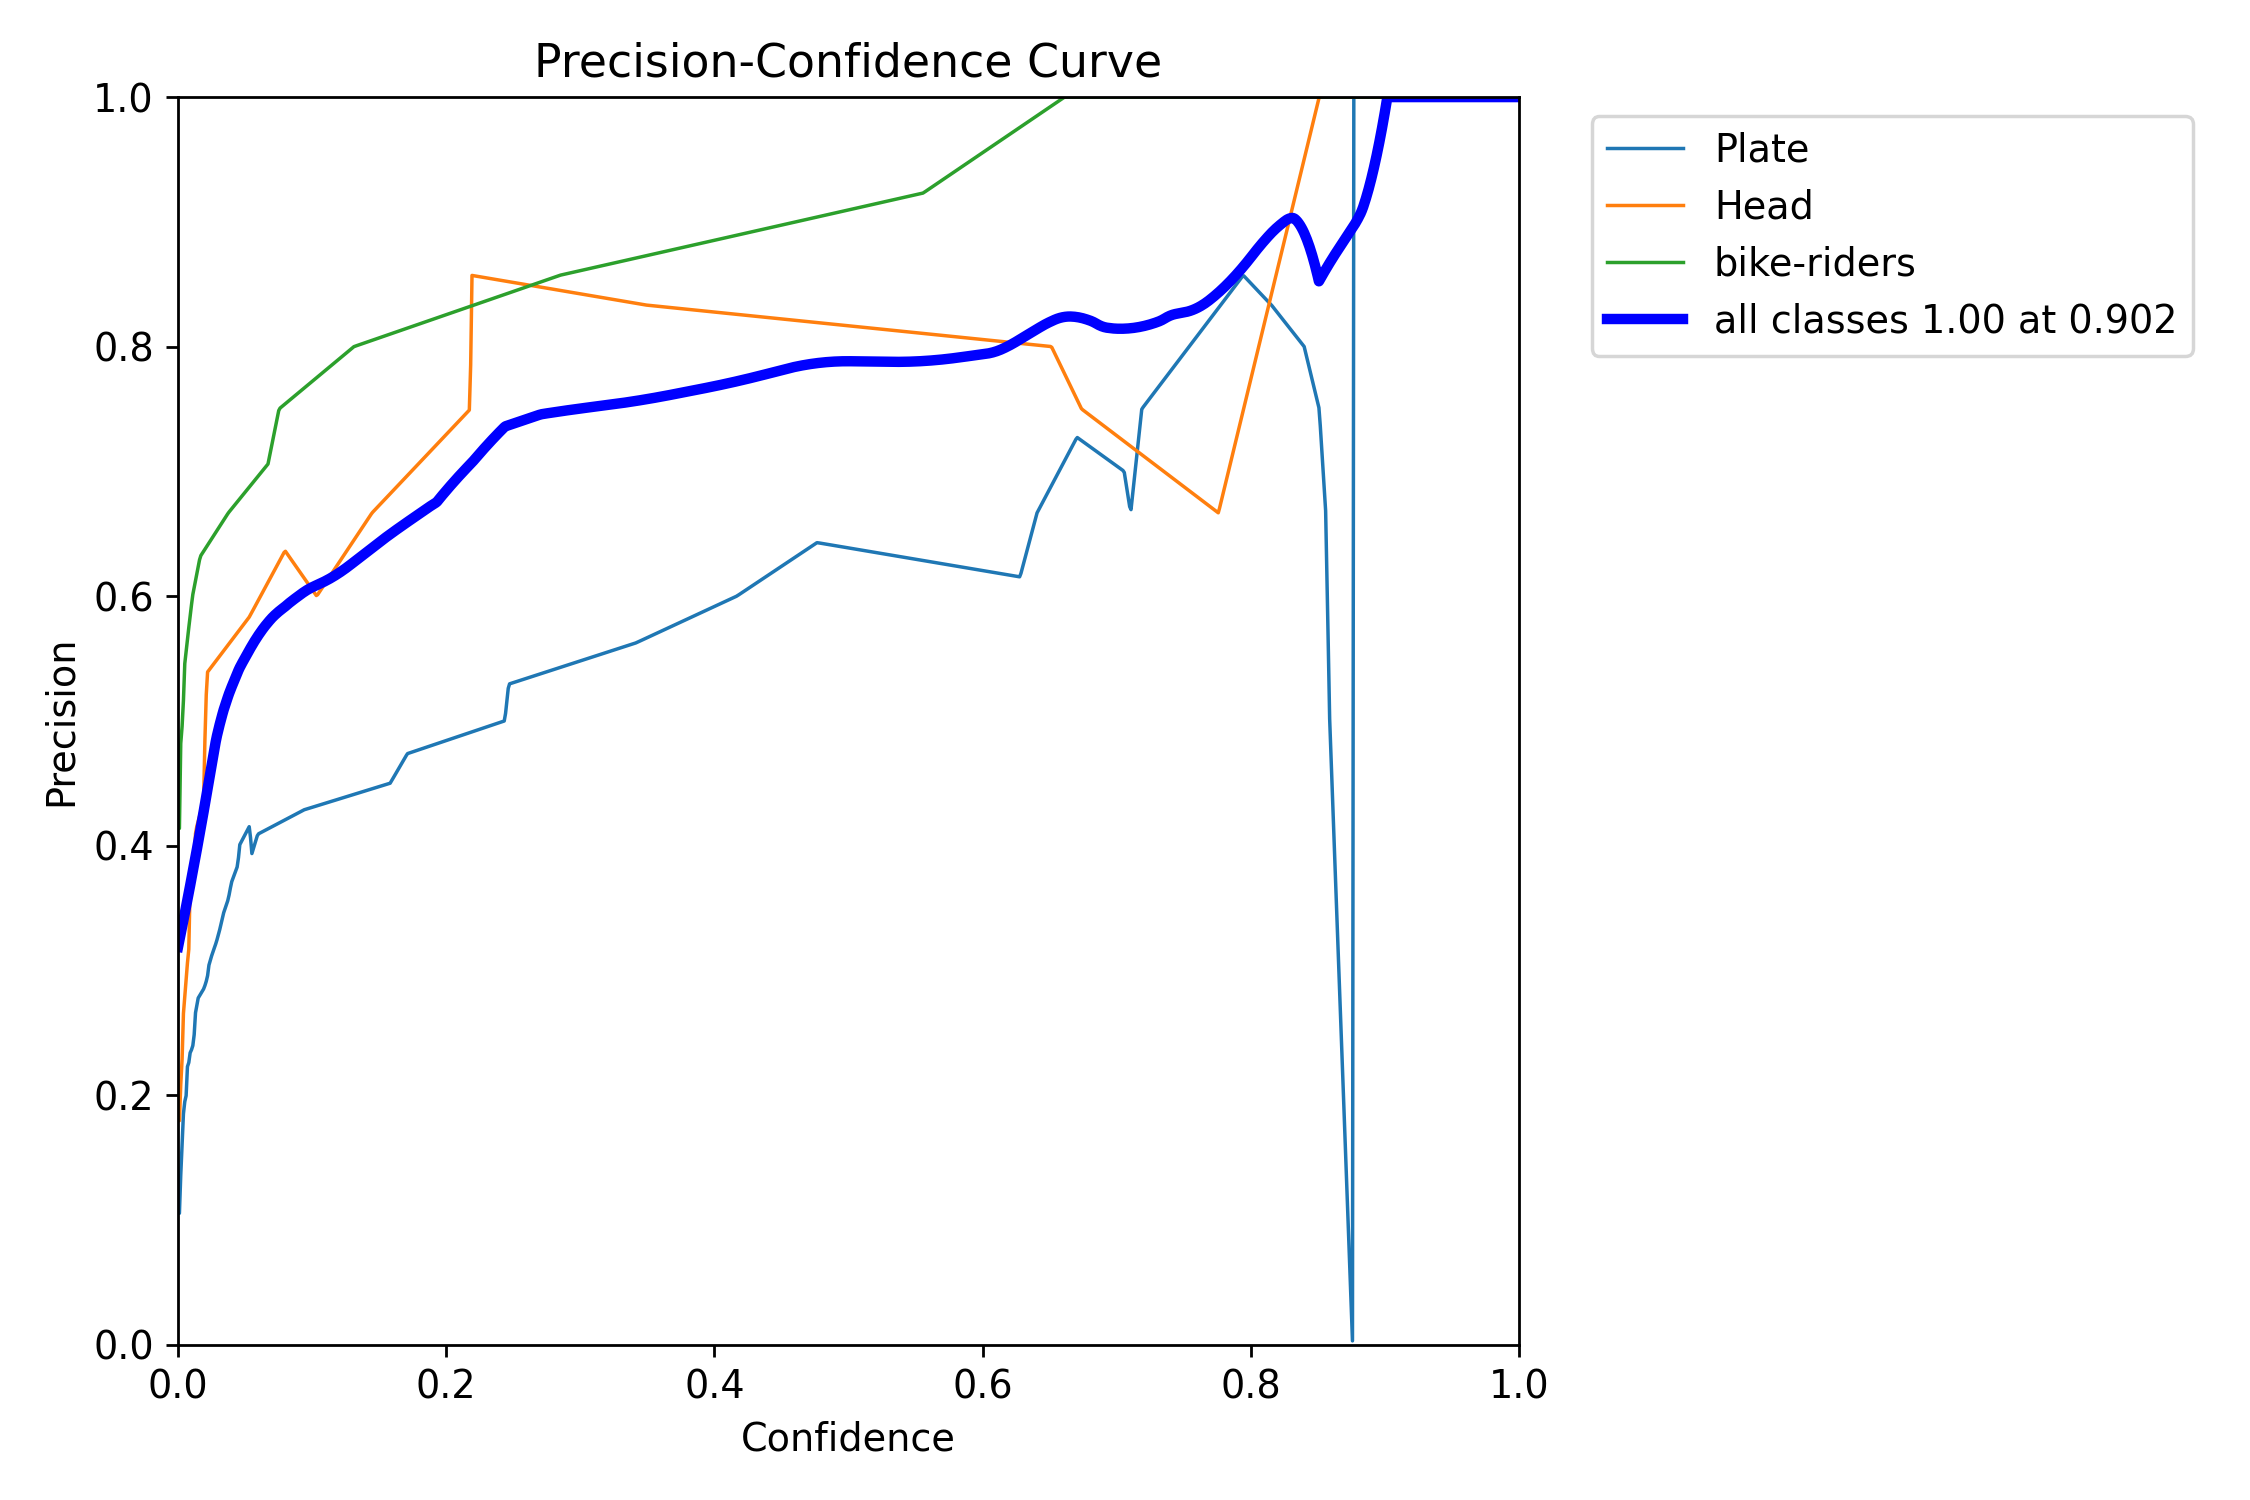 Precision-Confidence Curve
1.0
0.8
0.6
0.4
0.2
0.0
Precision
0.0 0.2 0.4 0.6 0.8 1.0
Confidence
Plate
Head
bike-riders
all classes 1.00 at 0.902